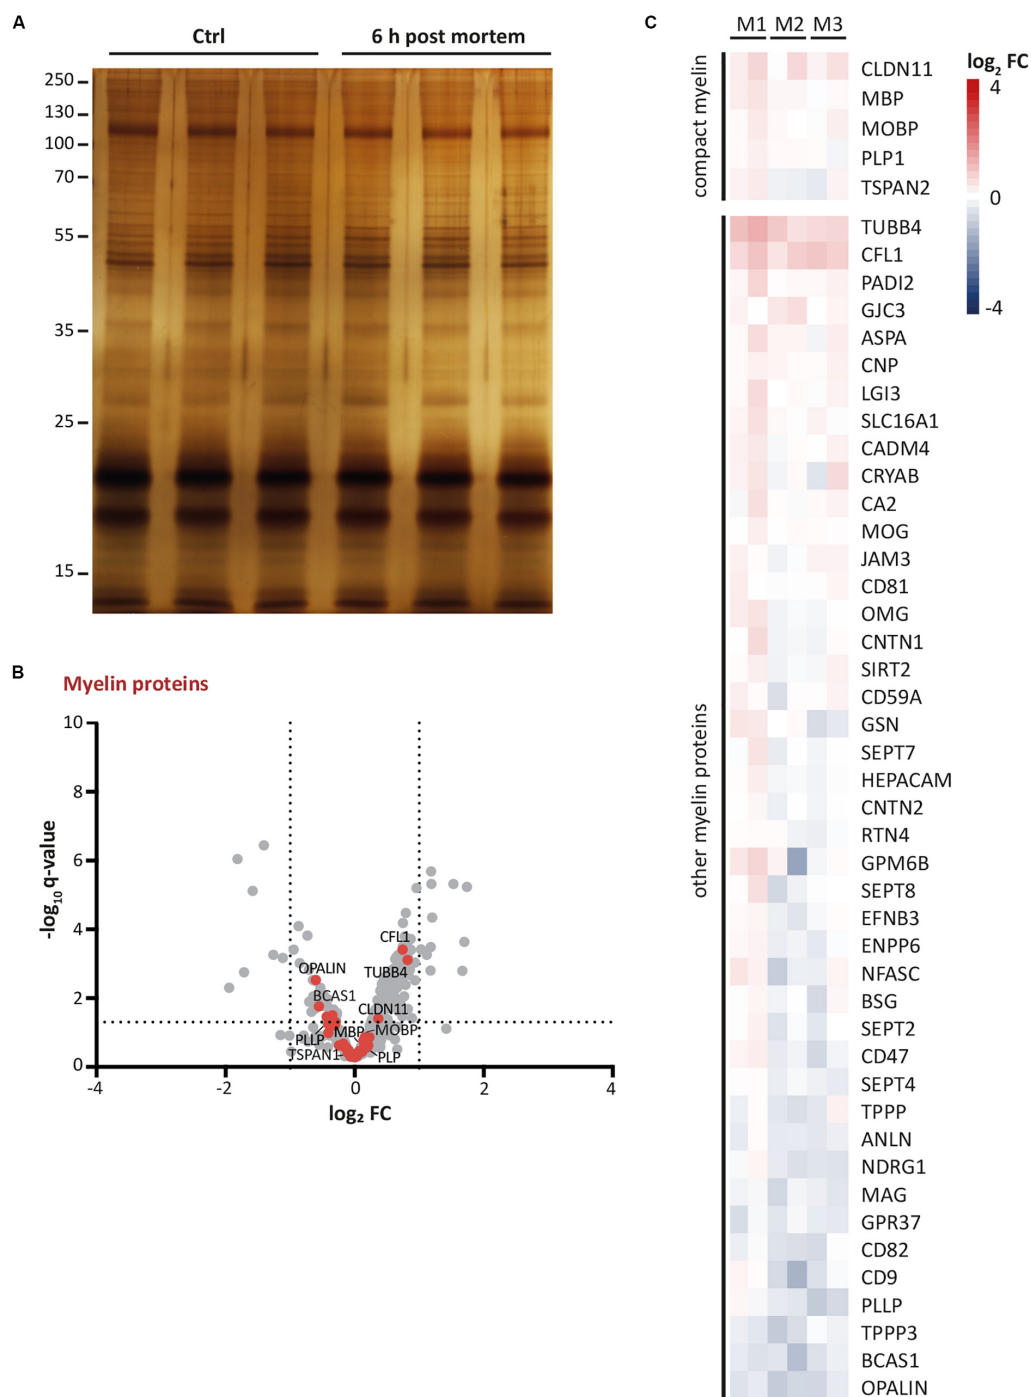 A
Ctrl
6 h post mortem
250
130
100
70
55
35
25
15
B
Myelin proteins
-log₁₀ q-value
10
8
6
4
2
0
-4
-2
0
2
4
log₂ FC
CFL1
OPALIN
TUBB4
BCAS1
CLDN11
PLLP
MBP
MOBP
TSPAN1
PLP
C
M1 M2 M3
log₂ FC
4
0
-4
compact myelin
CLDN11
MBP
MOBP
PLP1
TSPAN2
other myelin proteins
TUBB4
CFL1
PADI2
GJC3
ASPA
CNP
LGI3
SLC16A1
CADM4
CRYAB
CA2
MOG
JAM3
CD81
OMG
CNTN1
SIRT2
CD59A
GSN
SEPT7
HEPACAM
CNTN2
RTN4
GPM6B
SEPT8
EFNB3
ENPP6
NFASC
BSG
SEPT2
CD47
SEPT4
TPPP
ANLN
NDRG1
MAG
GPR37
CD82
CD9
PLLP
TPPP3
BCAS1
OPALIN